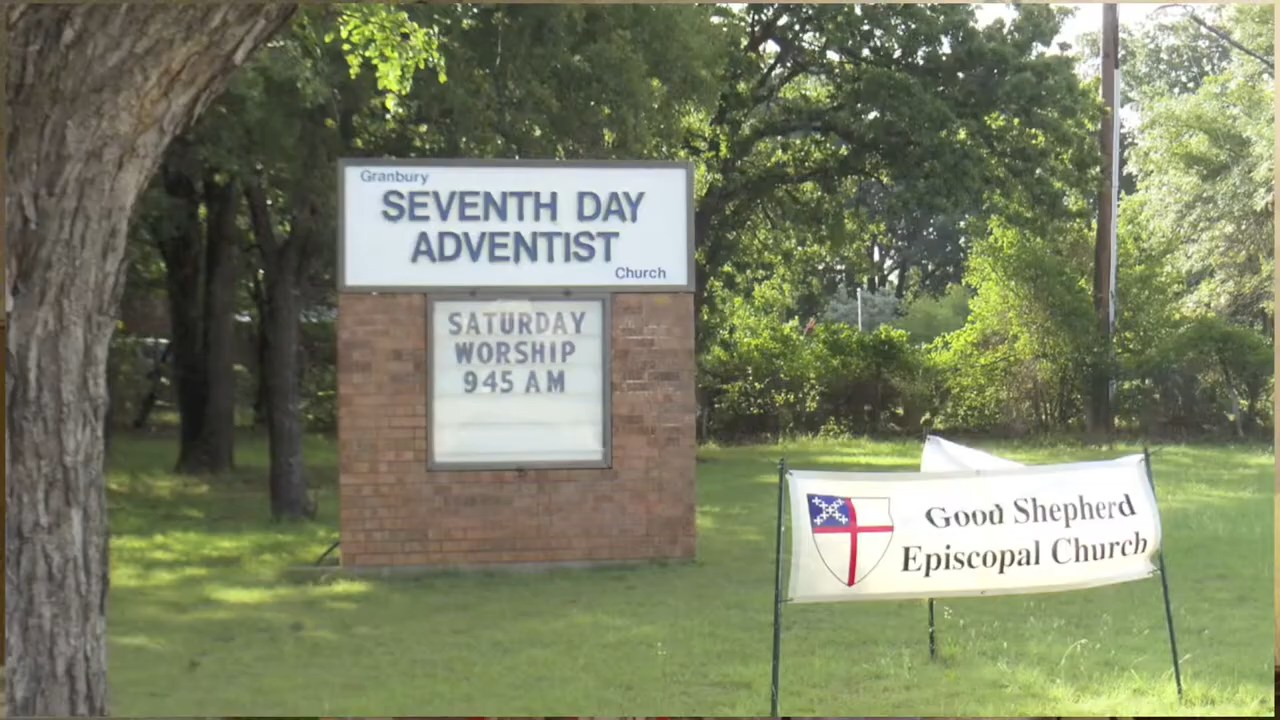 Granbury
SEVENTH DAY
ADVENTIST
Church
SATURDAY
WORSHIP
945 AM
Good Shepherd
Episcopal Church